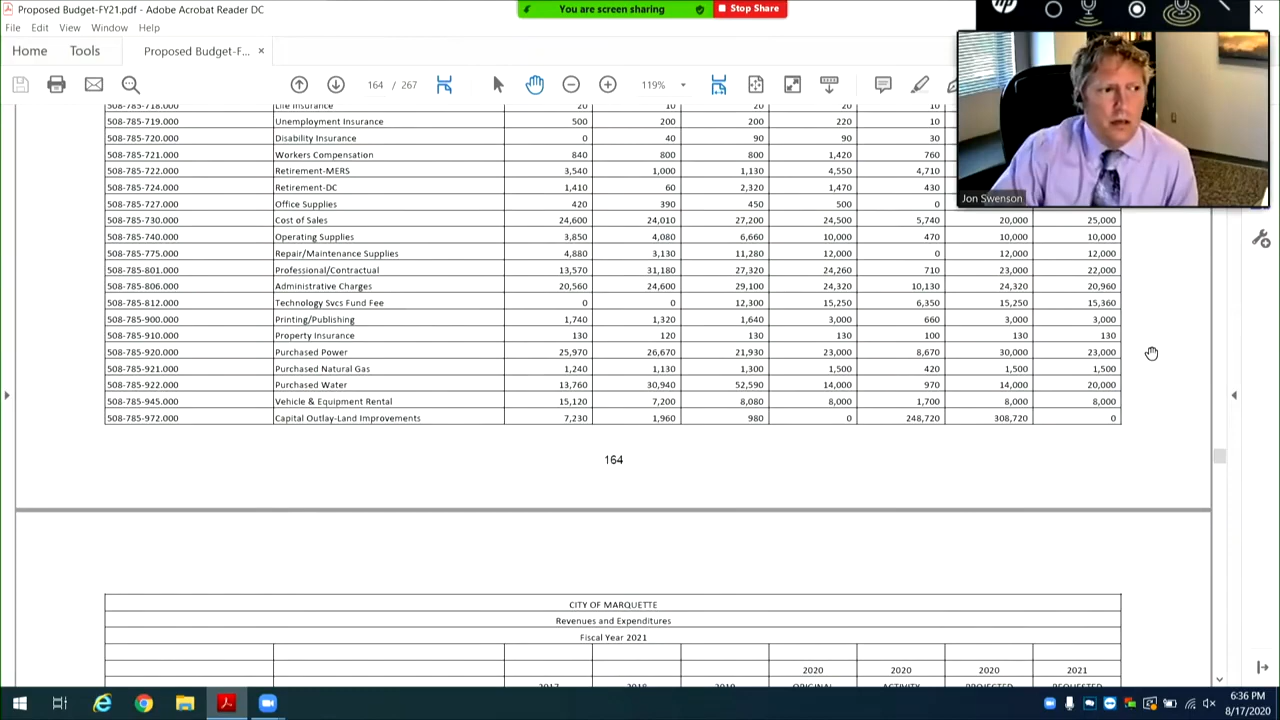 Proposed Budget-FY21.pdf - Adobe Acrobat Reader DC
You are screen sharing
Stop Share
File Edit View Window Help
Home Tools Proposed Budget-F... ×
164 / 267 119%
508-785-718.000 Life Insurance 20 10 20 20 10
508-785-719.000 Unemployment Insurance 500 200 200 220 10
508-785-720.000 Disability Insurance 0 40 90 90 30
508-785-721.000 Workers Compensation 840 800 800 1,420 760
508-785-722.000 Retirement-MERS 3,540 1,000 1,130 4,550 4,710
508-785-724.000 Retirement-DC 1,410 60 2,320 1,470 430
508-785-727.000 Office Supplies 420 390 450 500 0
508-785-730.000 Cost of Sales 24,600 24,010 27,200 24,500 5,740 20,000 25,000
508-785-740.000 Operating Supplies 3,850 4,080 6,660 10,000 470 10,000 10,000
508-785-775.000 Repair/Maintenance Supplies 4,880 3,130 11,280 12,000 0 12,000 12,000
508-785-801.000 Professional/Contractual 13,570 31,180 27,320 24,260 710 23,000 22,000
508-785-806.000 Administrative Charges 20,560 24,600 29,100 24,320 10,130 24,320 20,960
508-785-812.000 Technology Svcs Fund Fee 0 0 12,300 15,250 6,350 15,250 15,360
508-785-900.000 Printing/Publishing 1,740 1,320 1,640 3,000 660 3,000 3,000
508-785-910.000 Property Insurance 130 120 130 130 100 130 130
508-785-920.000 Purchased Power 25,970 26,670 21,930 23,000 8,670 30,000 23,000
508-785-921.000 Purchased Natural Gas 1,240 1,130 1,300 1,500 420 1,500 1,500
508-785-922.000 Purchased Water 13,760 30,940 52,590 14,000 970 14,000 20,000
508-785-945.000 Vehicle & Equipment Rental 15,120 7,200 8,080 8,000 1,700 8,000 8,000
508-785-972.000 Capital Outlay-Land Improvements 7,230 1,960 980 0 248,720 308,720 0
164
CITY OF MARQUETTE
Revenues and Expenditures
Fiscal Year 2021
2020 2020 2020 2021
2017 2018 2019 ORIGINAL ACTIVITY PROJECTED REQUESTED
hp
Jon Swenson
6:36 PM
8/17/2020